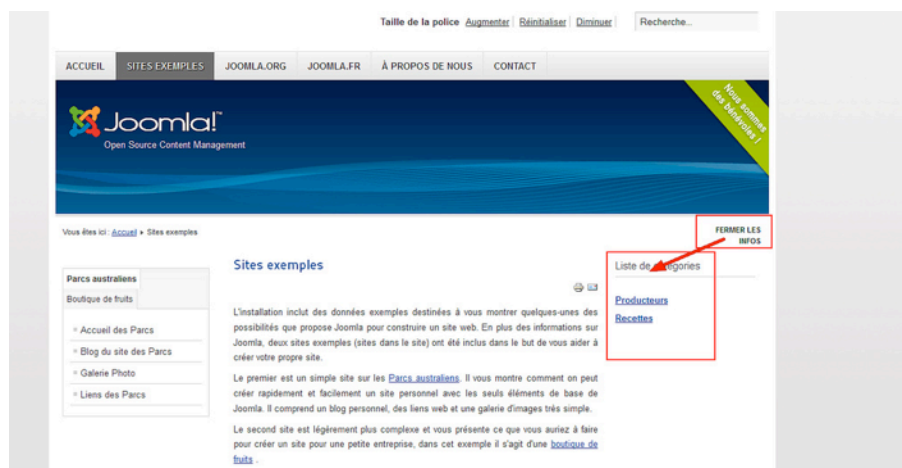 Taille de la police Augmenter Réinitialiser Diminuer Recherche...
ACCUEIL SITES EXEMPLES JOOMLA.ORG JOOMLA.FR À PROPOS DE NOUS CONTACT
Nous sommes
des bénévoles !
Joomla!™
Open Source Content Management
Vous êtes ici : Accueil ▸ Sites exemples
FERMER LES
INFOS
Parcs australiens
Boutique de fruits
Accueil des Parcs
Blog du site des Parcs
Galerie Photo
Liens des Parcs
Sites exemples
L'installation inclut des données exemples destinées à vous montrer quelques-unes des
possibilités que propose Joomla pour construire un site web. En plus des informations sur
Joomla, deux sites exemples (sites dans le site) ont été inclus dans le but de vous aider à
créer votre propre site.
Le premier est un simple site sur les Parcs australiens. Il vous montre comment on peut
créer rapidement et facilement un site personnel avec les seuls éléments de base de
Joomla. Il comprend un blog personnel, des liens web et une galerie d'images très simple.
Le second site est légèrement plus complexe et vous présente ce que vous auriez à faire
pour créer un site pour une petite entreprise, dans cet exemple il s'agit d'une boutique de
fruits .
Liste de catégories
Producteurs
Recettes